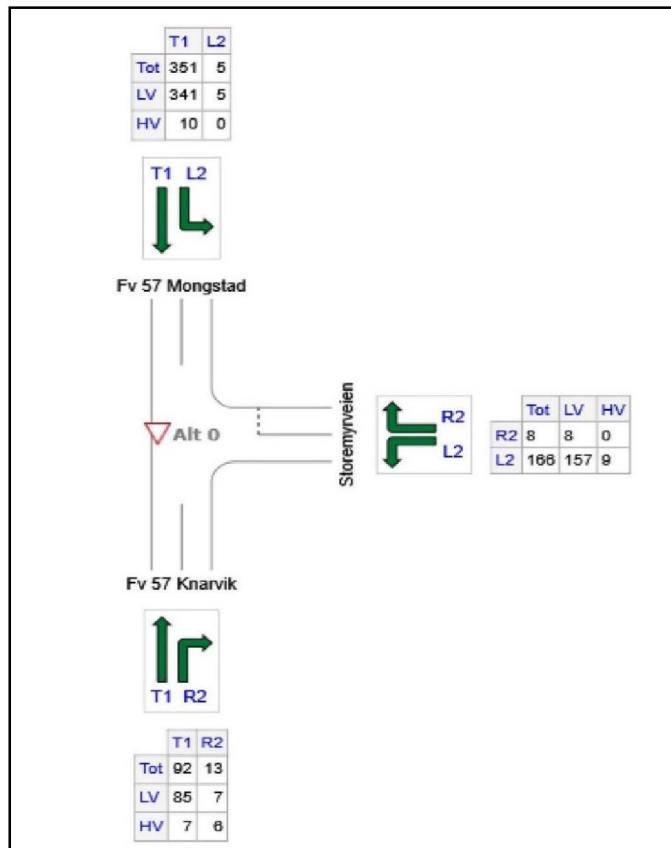 T1 L2
Tot 351 5
LV 341 5
HV 10 0
T1 L2
Fv 57 Mongstad
Alt 0
Storemyrveien
R2
L2
Tot LV HV
R2 8 8 0
L2 166 157 9
Fv 57 Knarvik
T1 R2
T1 R2
Tot 92 13
LV 85 7
HV 7 6